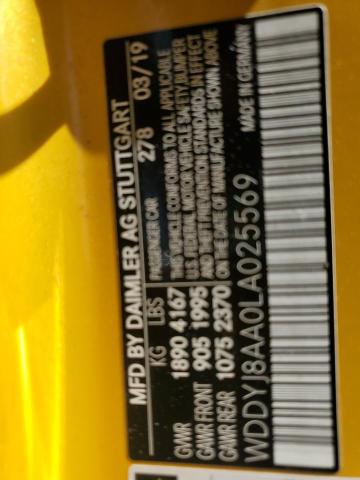 MFD BY DAIMLER AG STUTTGART
PASSENGER CAR 278 03/19
KG LBS
GVWR 1890 4167
GAWR FRONT 905 1995
GAWR REAR 1075 2370
THIS VEHICLE CONFORMS TO ALL APPLICABLE
U.S. FEDERAL MOTOR VEHICLE SAFETY, BUMPER
AND THEFT PREVENTION STANDARDS IN EFFECT
ON THE DATE OF MANUFACTURE SHOWN ABOVE
WDDYJ8AA0LA025569
MADE IN GERMANY